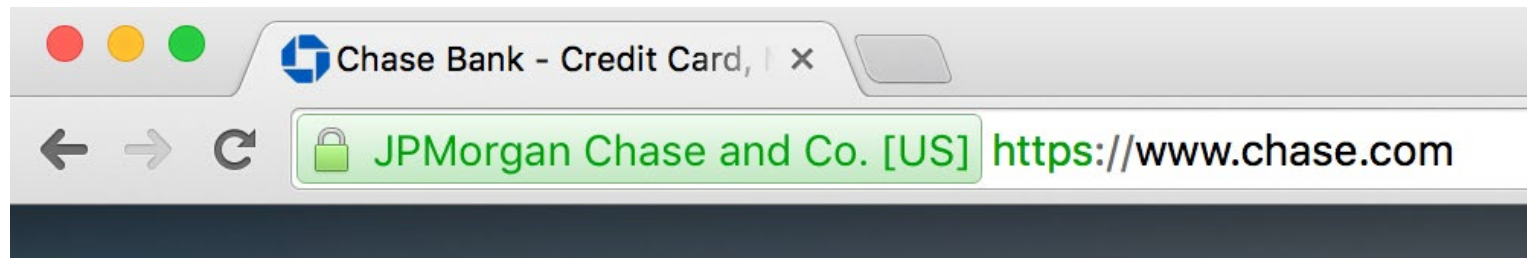 Chase Bank - Credit Card,
JPMorgan Chase and Co. [US] https://www.chase.com